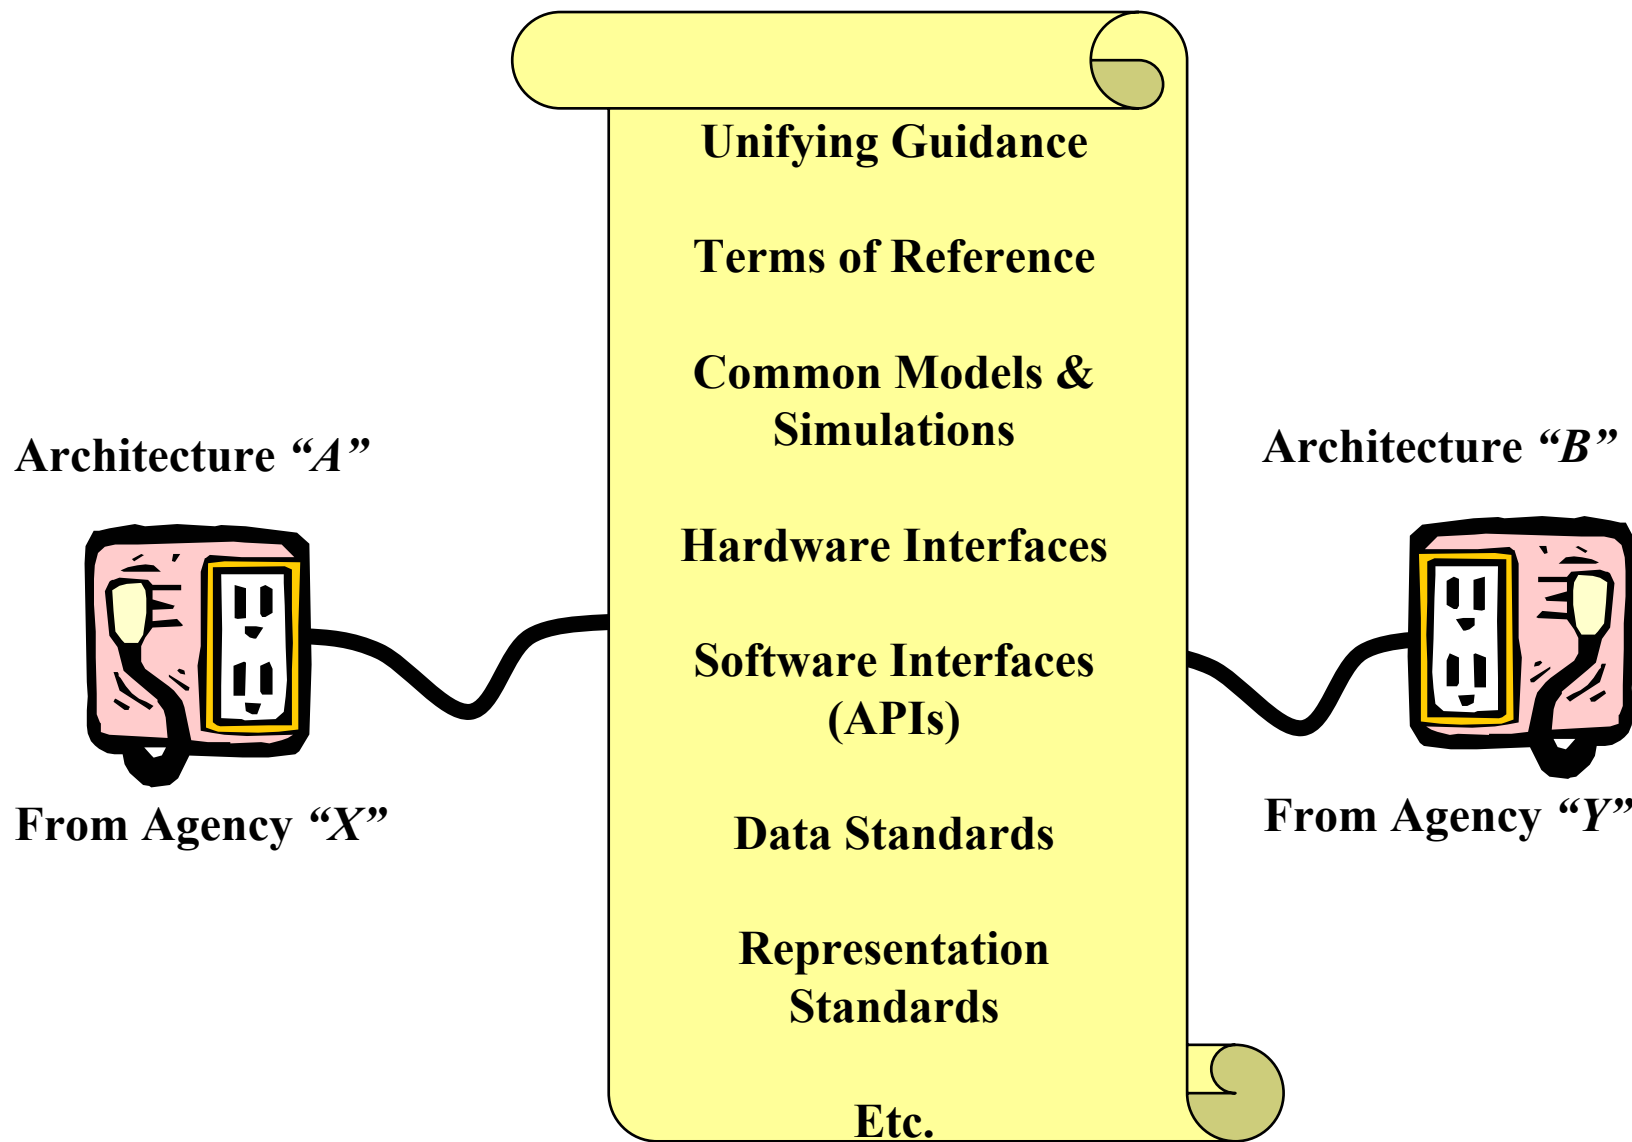 Unifying Guidance
Terms of Reference
Common Models &
Simulations
Hardware Interfaces
Software Interfaces
(APIs)
Data Standards
Representation
Standards
Etc.
Architecture “A”
From Agency “X”
Architecture “B”
From Agency “Y”